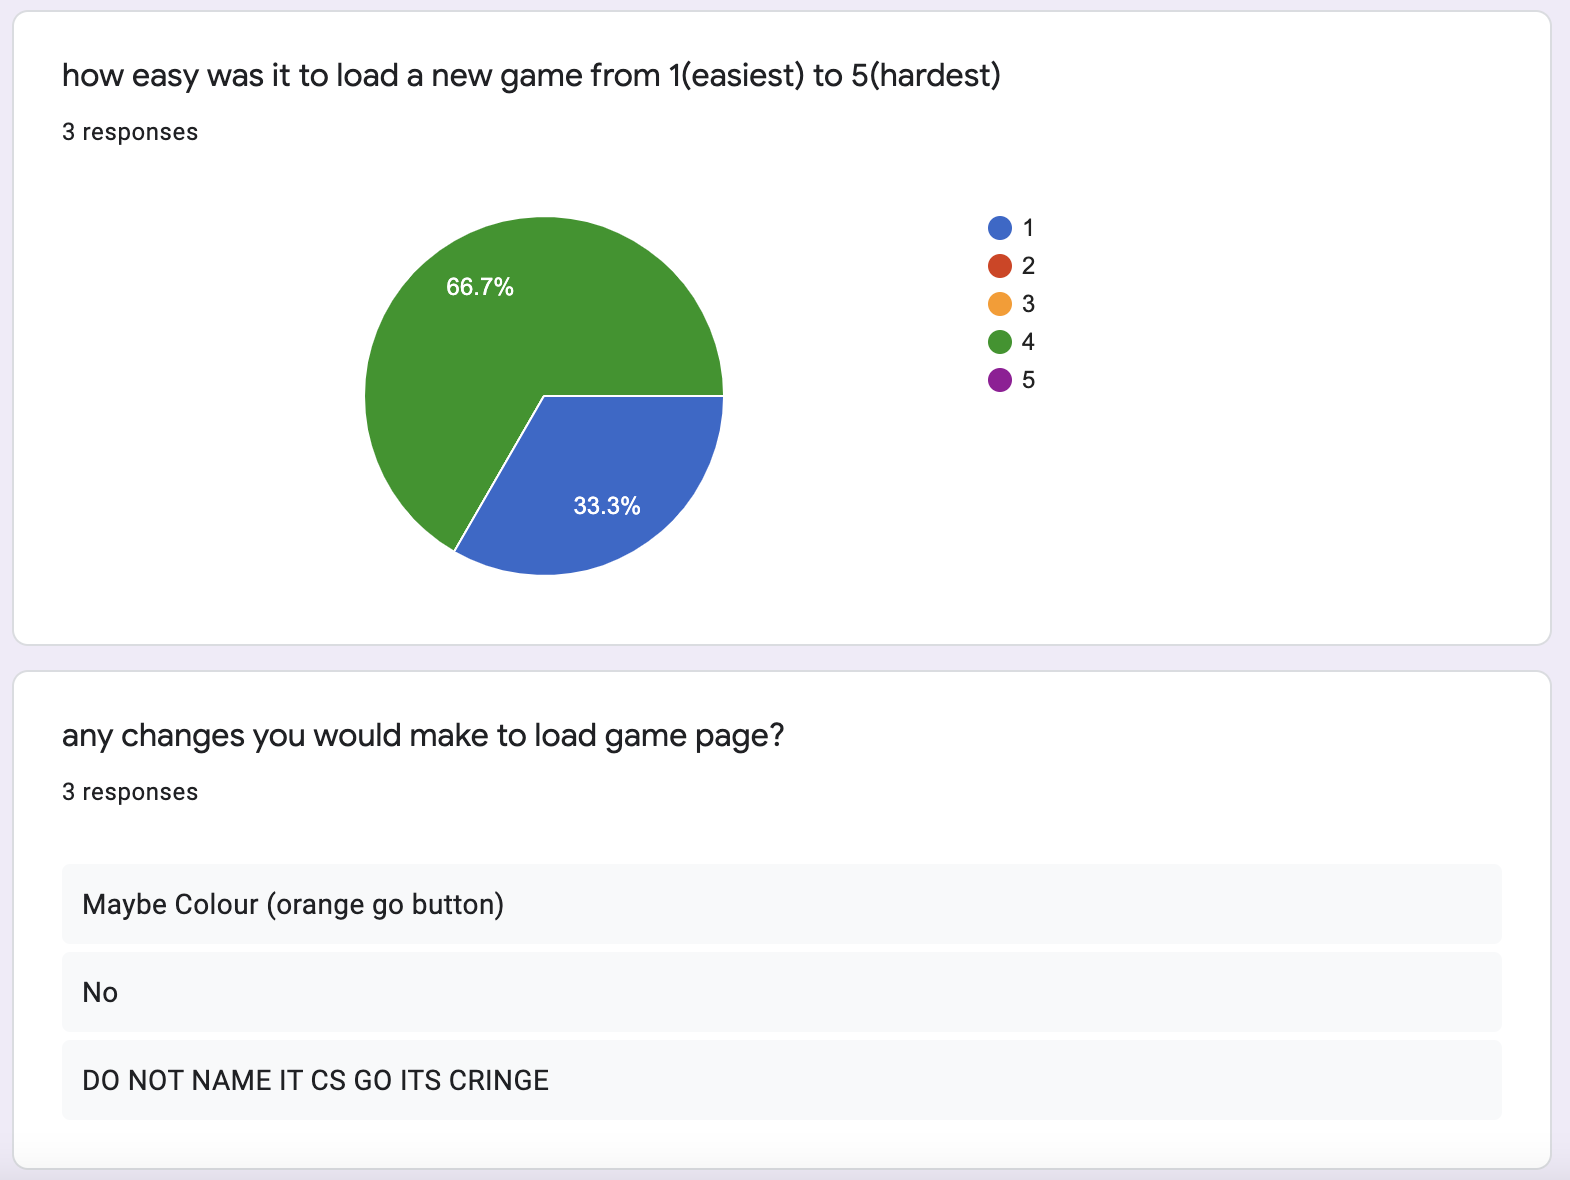 how easy was it to load a new game from 1(easiest) to 5(hardest)
3 responses
66.7%
33.3%
1
2
3
4
5
any changes you would make to load game page?
3 responses
Maybe Colour (orange go button)
No
DO NOT NAME IT CS GO ITS CRINGE